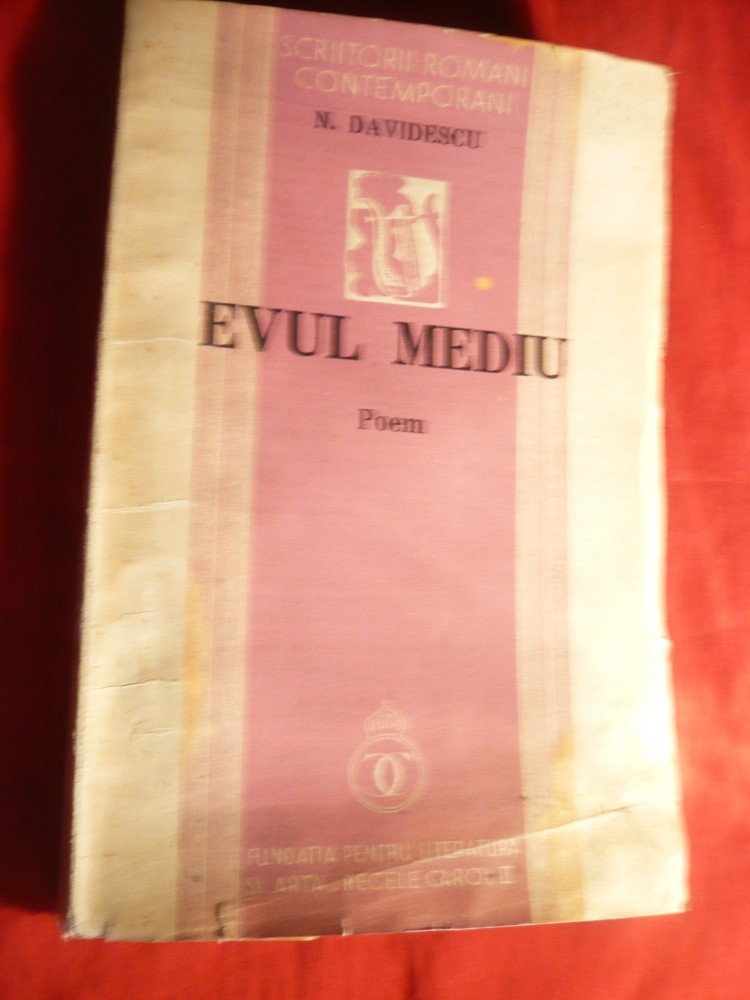 SCRIITORII ROMANI
CONTEMPORANI
N. DAVIDESCU
EVUL MEDIU
Poem
FUNDATIA PENTRU LITERATURA
SI ARTA „REGELE CAROL II"